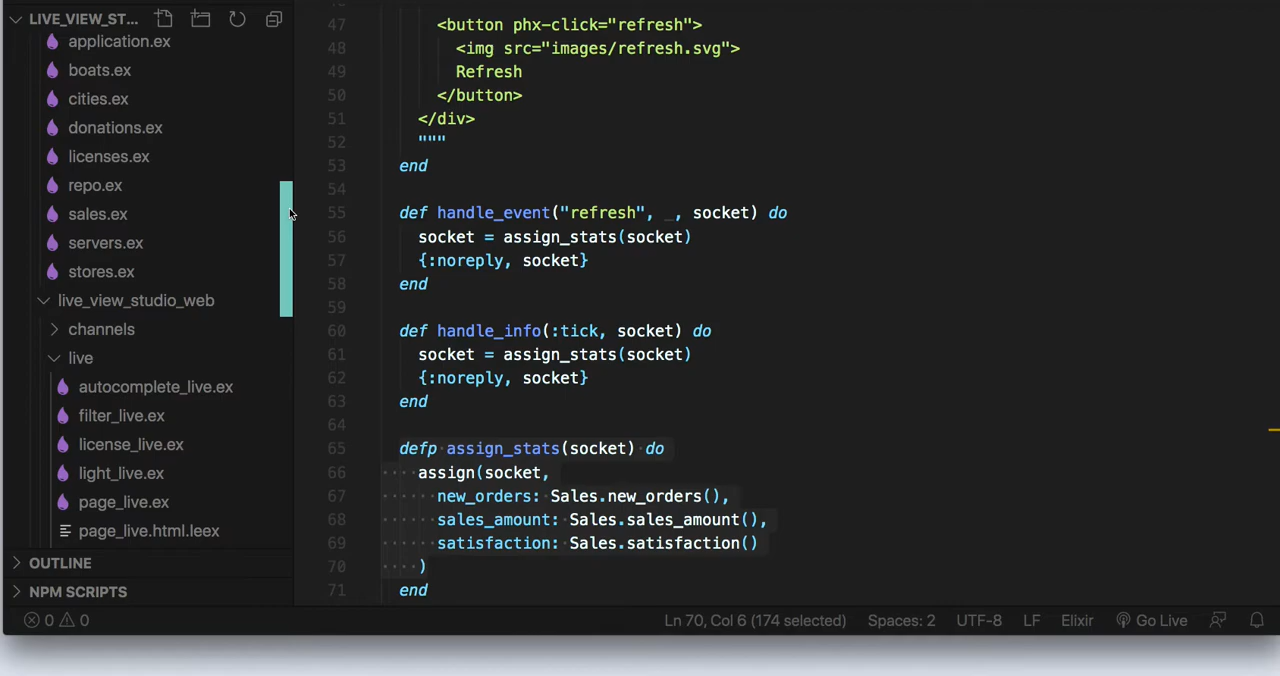 LIVE_VIEW_ST...
application.ex
boats.ex
cities.ex
donations.ex
licenses.ex
repo.ex
sales.ex
servers.ex
stores.ex
live_view_studio_web
channels
live
autocomplete_live.ex
filter_live.ex
license_live.ex
light_live.ex
page_live.ex
page_live.html.leex
OUTLINE
NPM SCRIPTS
47 <button phx-click="refresh">
48 <img src="images/refresh.svg">
49 Refresh
50 </button>
51 </div>
52 """
53 end
54
55 def handle_event("refresh", _, socket) do
56 socket = assign_stats(socket)
57 {:noreply, socket}
58 end
59
60 def handle_info(:tick, socket) do
61 socket = assign_stats(socket)
62 {:noreply, socket}
63 end
64
65 defp assign_stats(socket) do
66 assign(socket,
67 new_orders: Sales.new_orders(),
68 sales_amount: Sales.sales_amount(),
69 satisfaction: Sales.satisfaction()
70 )
71 end
0 0 Ln 70, Col 6 (174 selected) Spaces: 2 UTF-8 LF Elixir Go Live